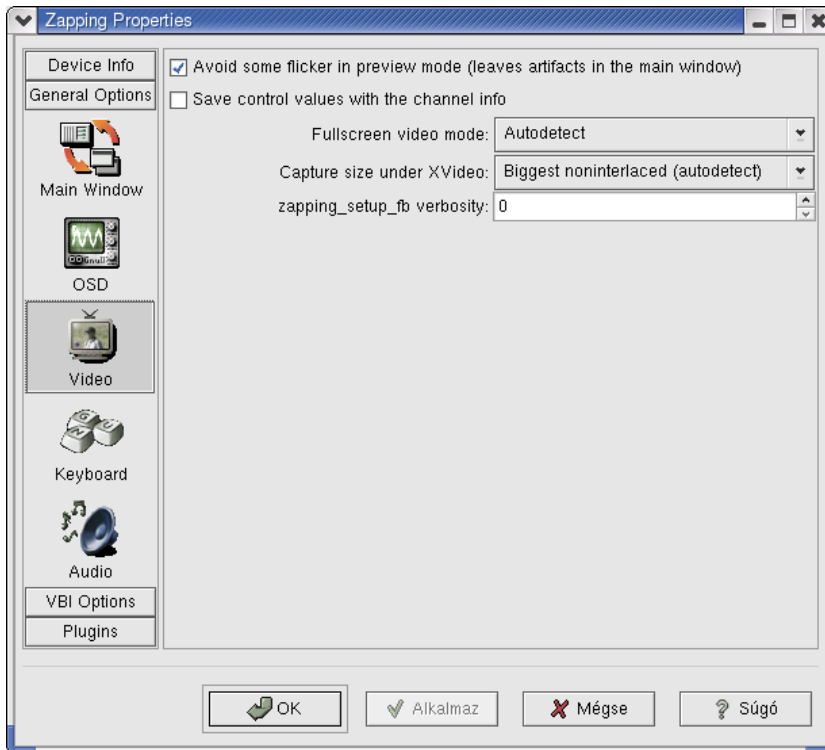 Zapping Properties
Device Info
General Options
Main Window
OSD
Video
Keyboard
Audio
VBI Options
Plugins
Avoid some flicker in preview mode (leaves artifacts in the main window)
Save control values with the channel info
Fullscreen video mode: Autodetect
Capture size under XVideo: Biggest noninterlaced (autodetect)
zapping_setup_fb verbosity: 0
OK
Alkalmaz
Mégse
Súgó